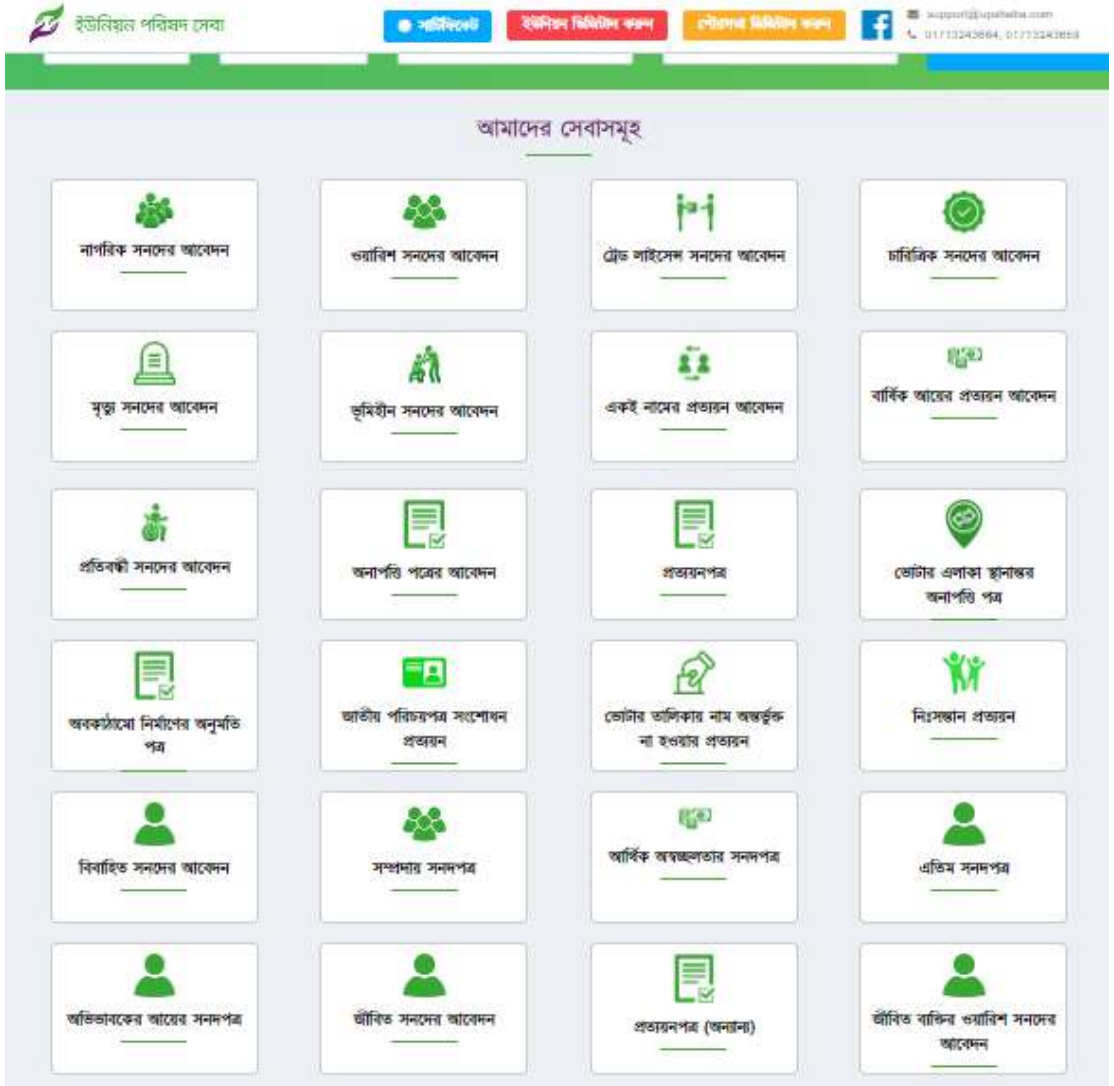 ইউনিয়ন পরিষদ সেবা
সার্টিফিকেট
ইউনিয়ন ডিজিটাল করুন
পৌরসভা ডিজিটাল করুন
আমাদের সেবাসমূহ
নাগরিক সনদের আবেদন
ওয়ারিশ সনদের আবেদন
ট্রেড লাইসেন্স সনদের আবেদন
চারিত্রিক সনদের আবেদন
মৃত্যু সনদের আবেদন
ভূমিহীন সনদের আবেদন
একই নামের প্রত্যয়ন আবেদন
বার্ষিক আয়ের প্রত্যয়ন আবেদন
প্রতিবন্ধী সনদের আবেদন
অনাপত্তি পত্রের আবেদন
প্রত্যয়নপত্র
ভোটার এলাকা স্থানান্তর
অনাপত্তি পত্র
অবকাঠামো নির্মাণের অনুমতি
পত্র
জাতীয় পরিচয়পত্র সংশোধন
প্রত্যয়ন
ভোটার তালিকায় নাম অন্তর্ভুক্ত
না হওয়ার প্রত্যয়ন
নিঃসন্তান প্রত্যয়ন
বিবাহিত সনদের আবেদন
সম্প্রদায় সনদপত্র
আর্থিক অস্বচ্ছলতার সনদপত্র
এতিম সনদপত্র
অভিভাবকের আয়ের সনদপত্র
জীবিত সনদের আবেদন
প্রত্যয়নপত্র (অন্যান্য)
জীবিত ব্যক্তির ওয়ারিশ সনদের
আবেদন